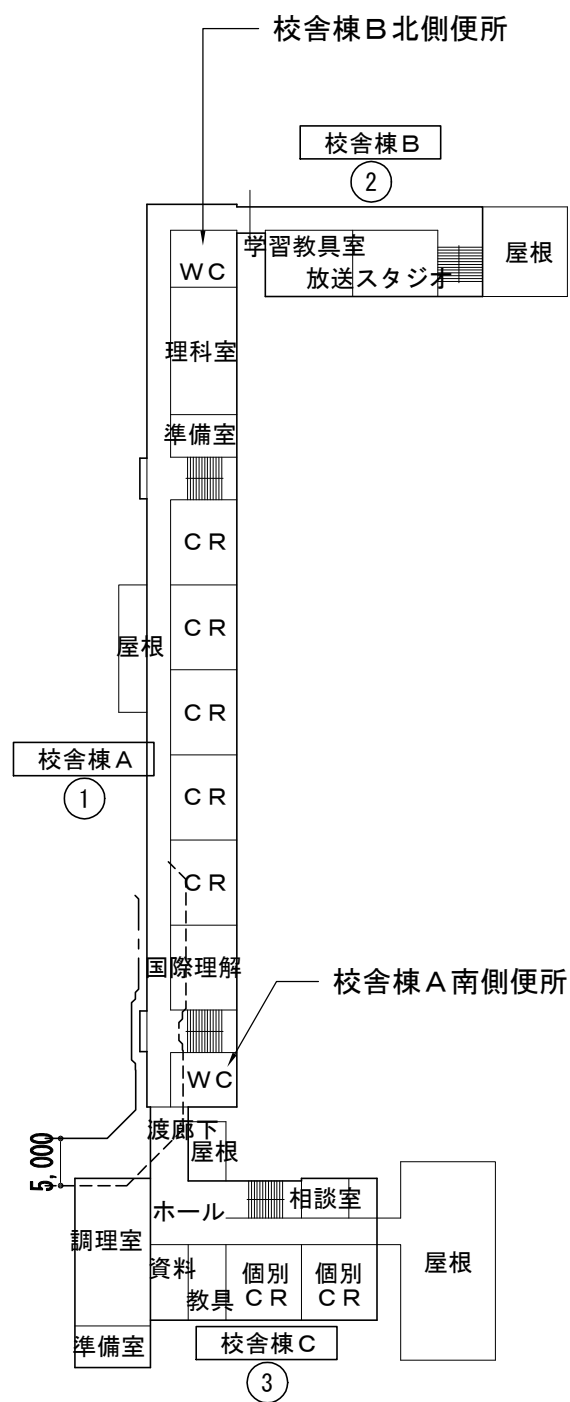 校舎棟Ｂ北側便所
校舎棟Ｂ
2
学習教具室
屋根
ＷＣ
放送スタジオ
理科室
準備室
ＣＲ
ＣＲ
屋根
ＣＲ
校舎棟Ａ
1
ＣＲ
ＣＲ
国際理解
校舎棟Ａ南側便所
ＷＣ
渡廊下
屋根
5,000
相談室
ホール
調理室
屋根
資料
個別
ＣＲ
個別
ＣＲ
教具
準備室
校舎棟Ｃ
3